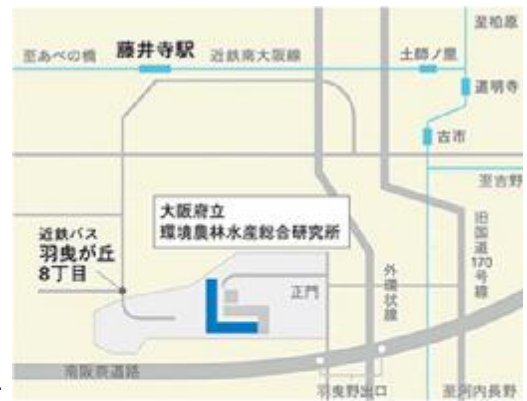 至柏原
至あべの橋
藤井寺駅
近鉄南大阪線
土師ノ里
道明寺
古市
至吉野
大阪府立
環境農林水産総合研究所
近鉄バス
羽曳が丘
8丁目
正門
外環状線
旧国道170号線
南阪奈道路
羽曳野出口
至河内長野